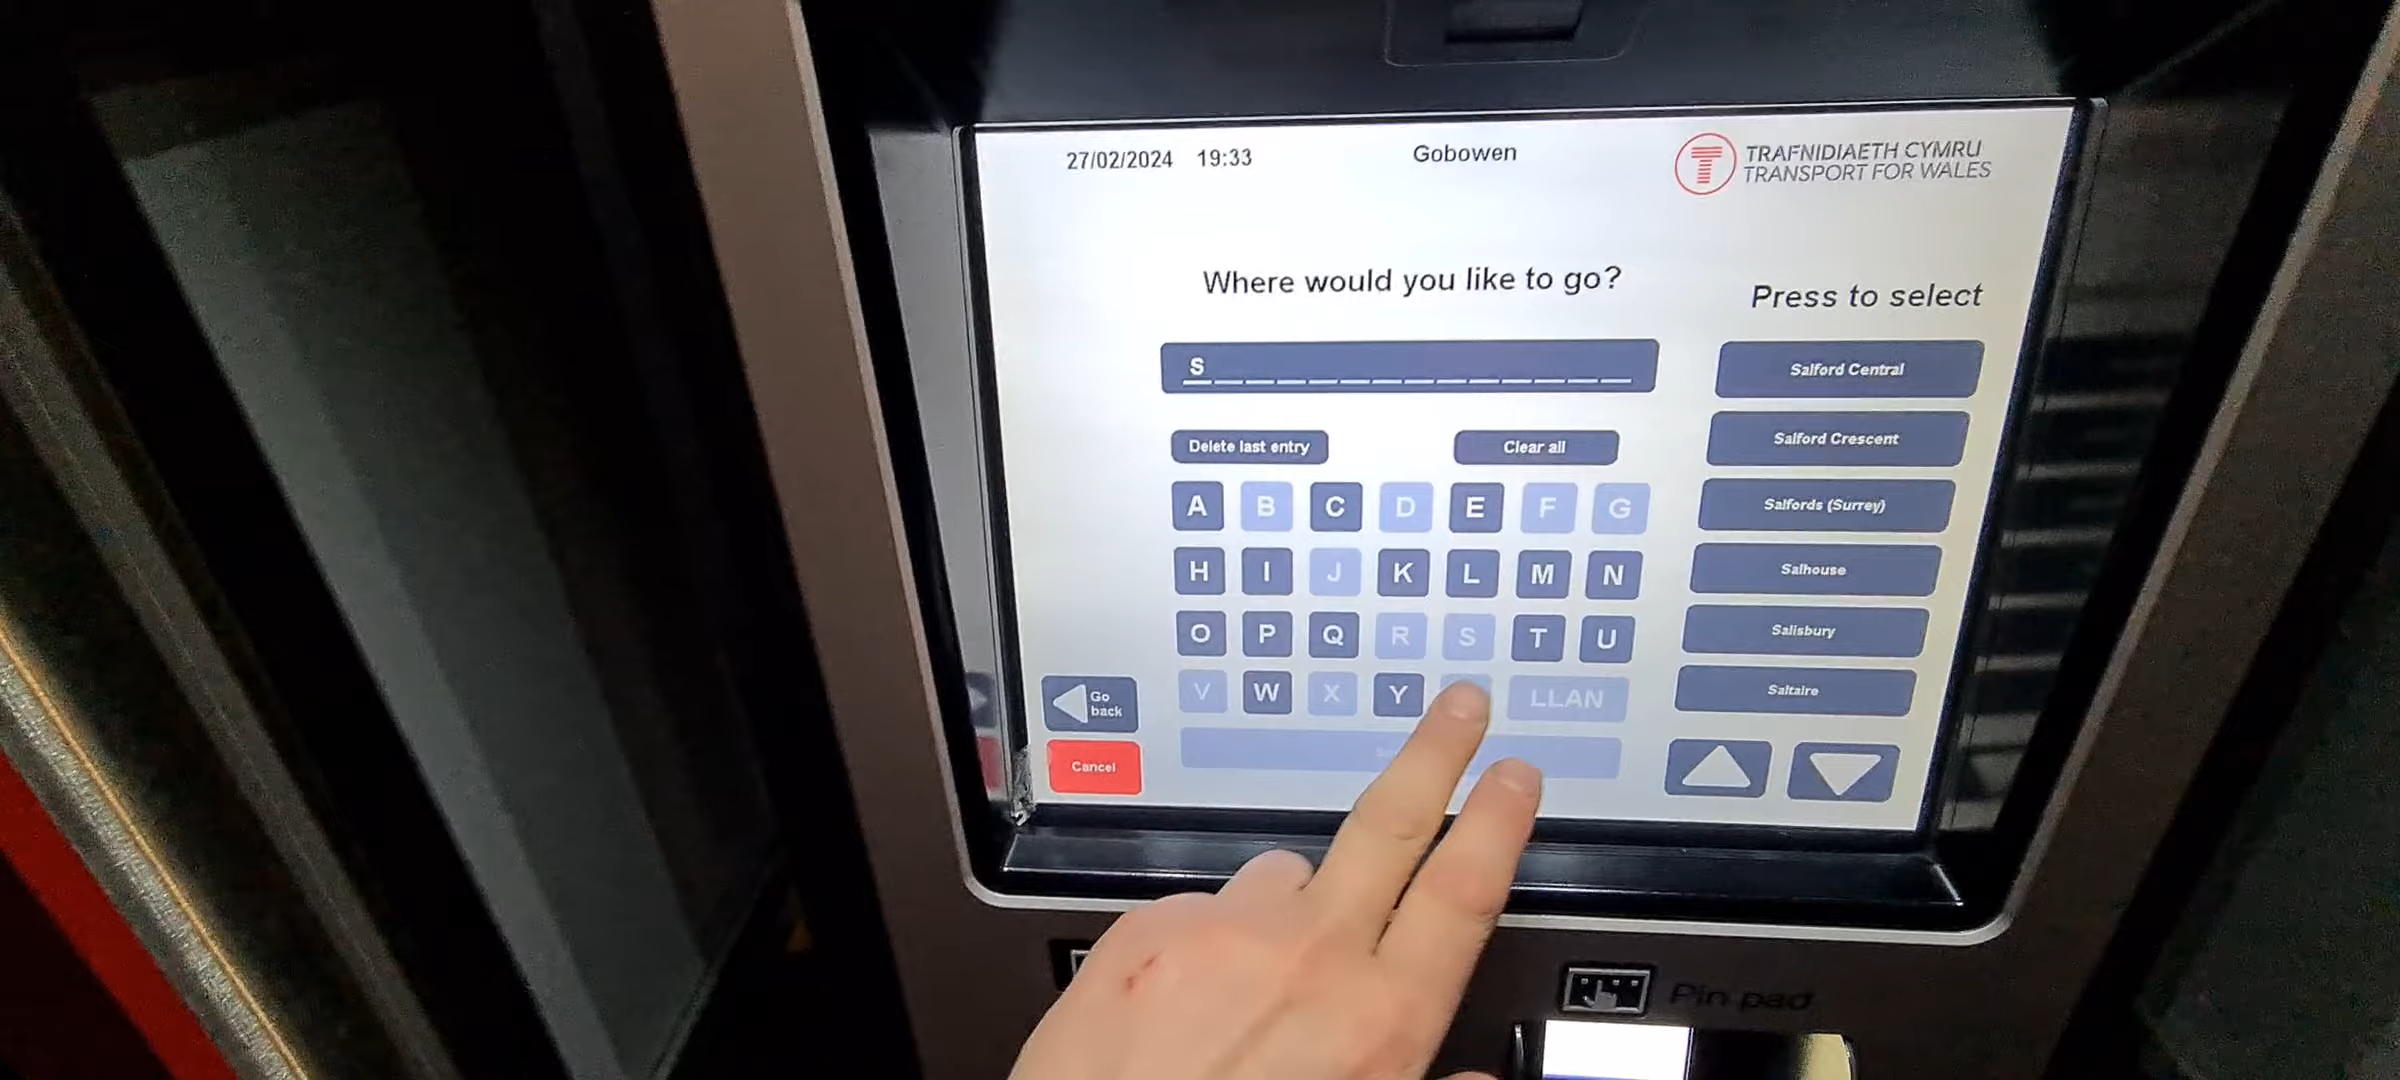 27/02/2024 19:33
Gobowen
TRAFNIDIAETH CYMRU
TRANSPORT FOR WALES
Where would you like to go?
Press to select
S
Delete last entry
Clear all
A B C D E F G
H I J K L M N
O P Q R S T U
V W X Y LLAN
Salford Central
Salford Crescent
Salfords (Surrey)
Salhouse
Salisbury
Saltaire
Go
back
Cancel
Pin pad